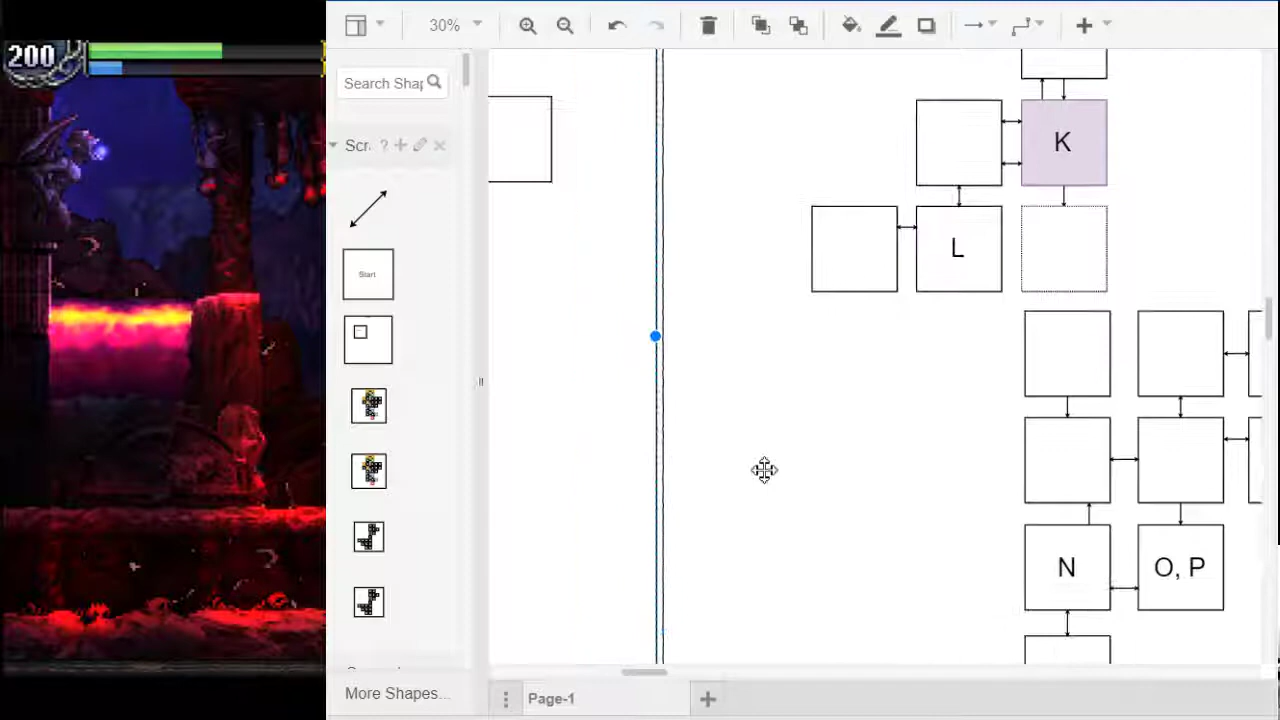 200
30%
Search Shap
Scr. ?
Start
K
L
N
O, P
More Shapes...
Page-1